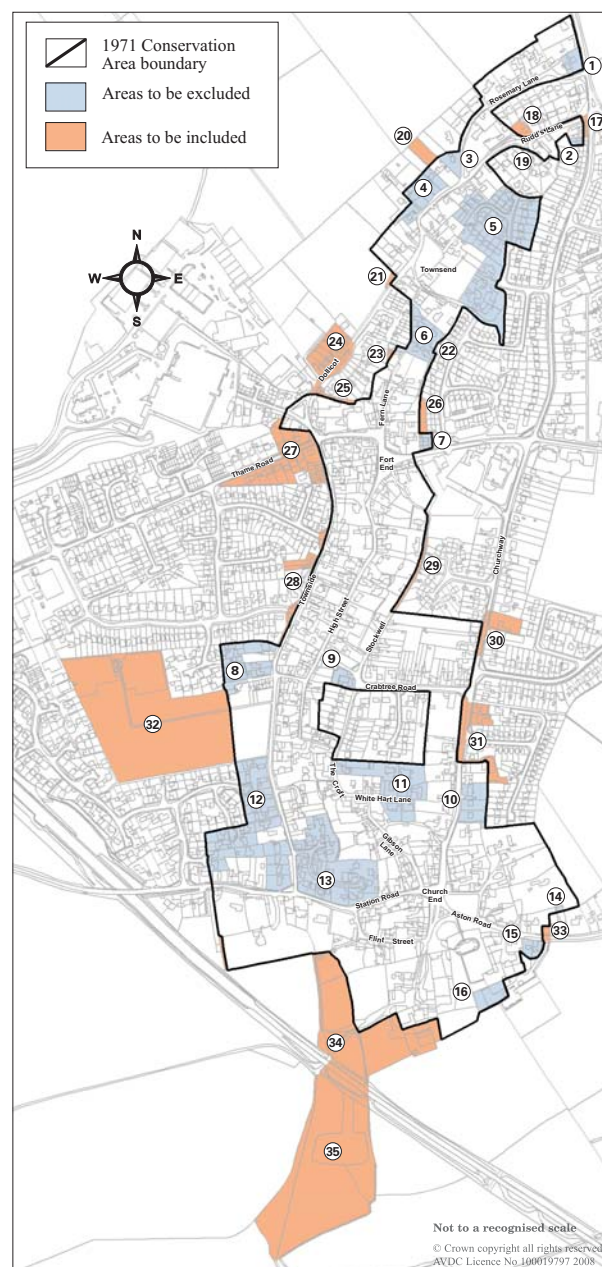 1971 Conservation
Area boundary
Areas to be excluded
Areas to be included
N
W E
S
1
Rosemary Lane
18
17
20
Rudd's Lane
3
19
2
4
5
Townsend
21
6
24
23
22
Dollicot
25
Fern Lane
26
7
27
Thame Road
Fort
End
29
Churchway
28
Townside
High Street
Stockwell
30
9
8
Crabtree Road
32
31
The Croft
11
12
White Hart Lane
10
Gibson
Lane
13
Station Road
Church
End
14
Aston Road
15
33
Flint Street
16
34
35
Not to a recognised scale
© Crown copyright all rights reserved
AVDC Licence No 100019797 2008